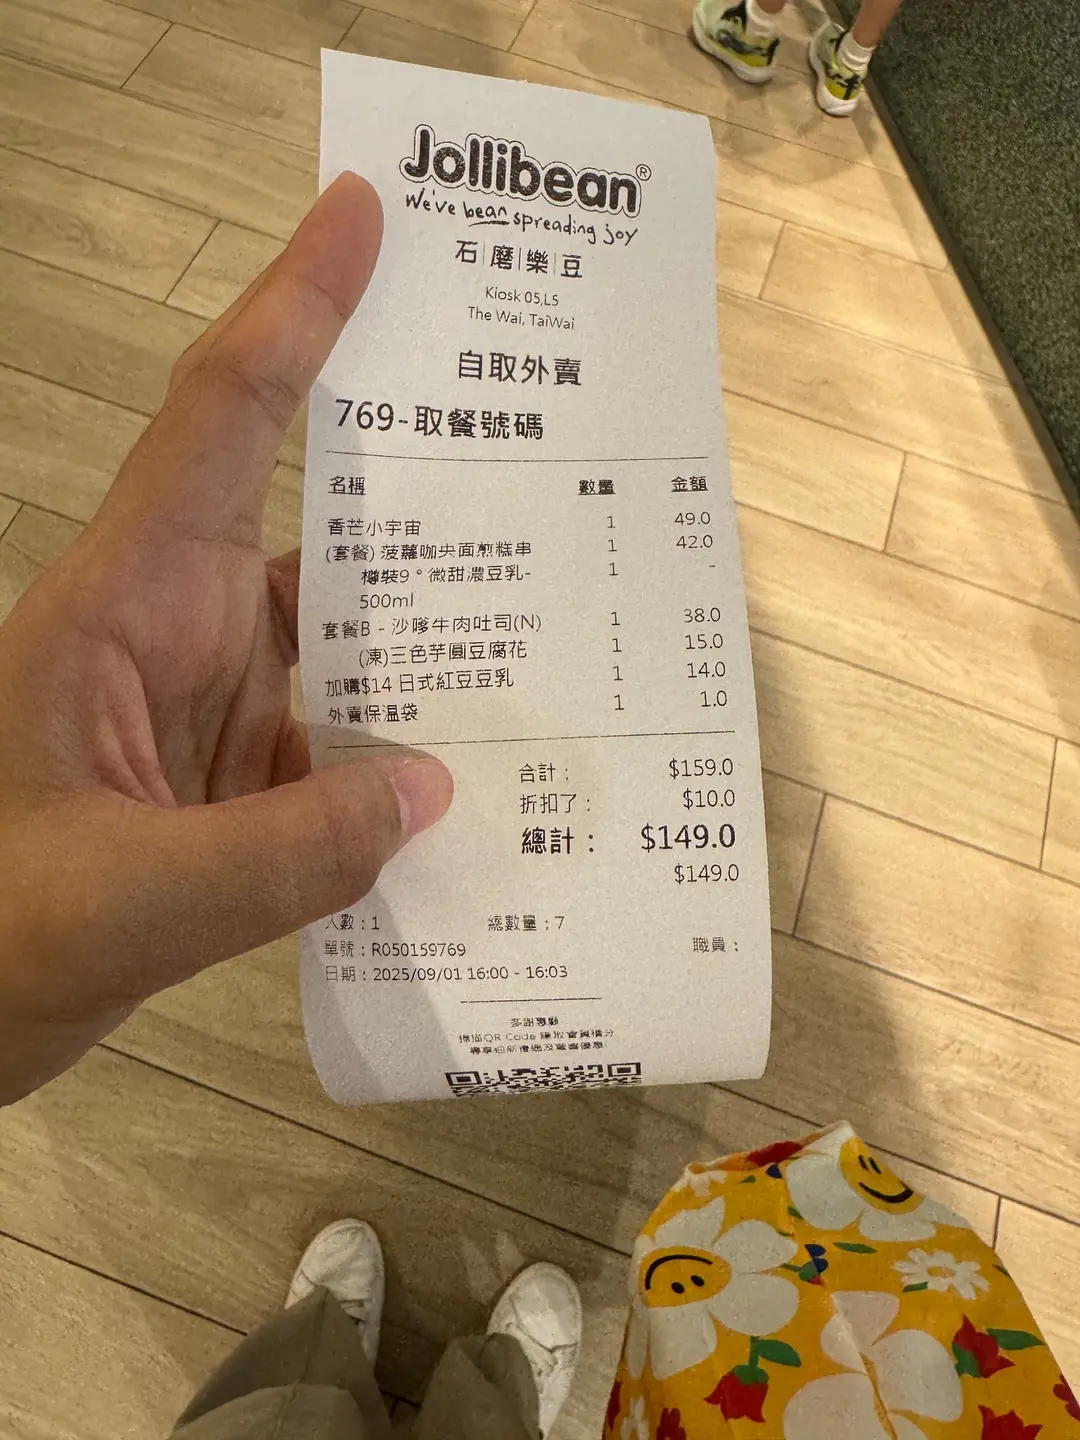 Jollibean®
We've bean spreading joy
石|磨|樂|豆
Kiosk 05,L5
The Wai, TaiWai
自取外賣
769-取餐號碼
名稱 數量 金額
香芒小宇宙 1 49.0
(套餐) 菠蘿咖央面煎糕串 1 42.0
樽裝9°微甜濃豆乳- 1 -
500ml
套餐B - 沙嗲牛肉吐司(N) 1 38.0
(凍)三色芋圓豆腐花 1 15.0
加購$14 日式紅豆豆乳 1 14.0
外賣保温袋 1 1.0
合計： $159.0
折扣了： $10.0
總計： $149.0
$149.0
人數：1 總數量：7
單號：R050159769 職員：
日期：2025/09/01 16:00 - 16:03
QR Code